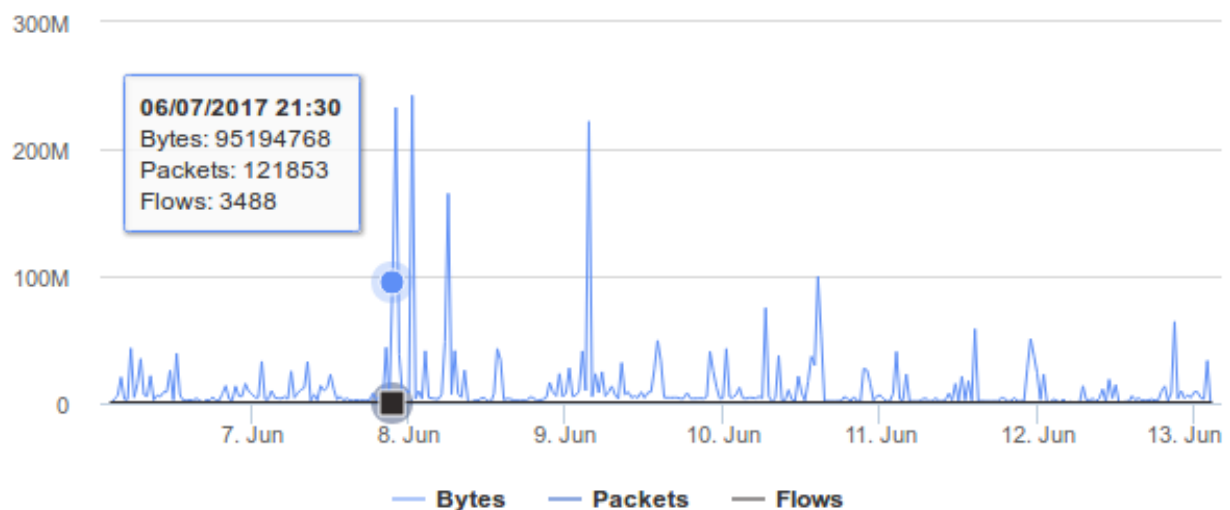 300M
06/07/2017 21:30
Bytes: 95194768
Packets: 121853
Flows: 3488
200M
100M
0
7. Jun 8. Jun 9. Jun 10. Jun 11. Jun 12. Jun 13. Jun
Bytes Packets Flows